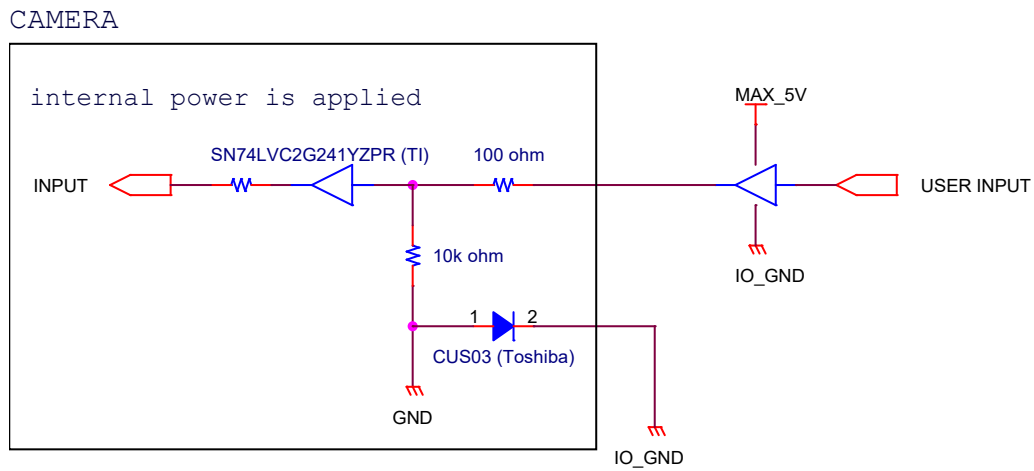 CAMERA
internal power is applied
MAX_5V
SN74LVC2G241YZPR (TI)
100 ohm
INPUT
USER INPUT
10k ohm
IO_GND
1
2
CUS03 (Toshiba)
GND
IO_GND